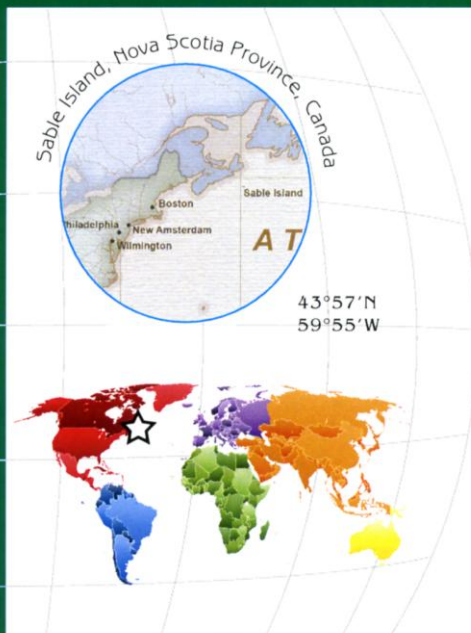 Sable Island, Nova Scotia Province, Canada
Boston
Sable Island
Philadelphia
New Amsterdam
Wilmington
A T
43°57'N
59°55'W